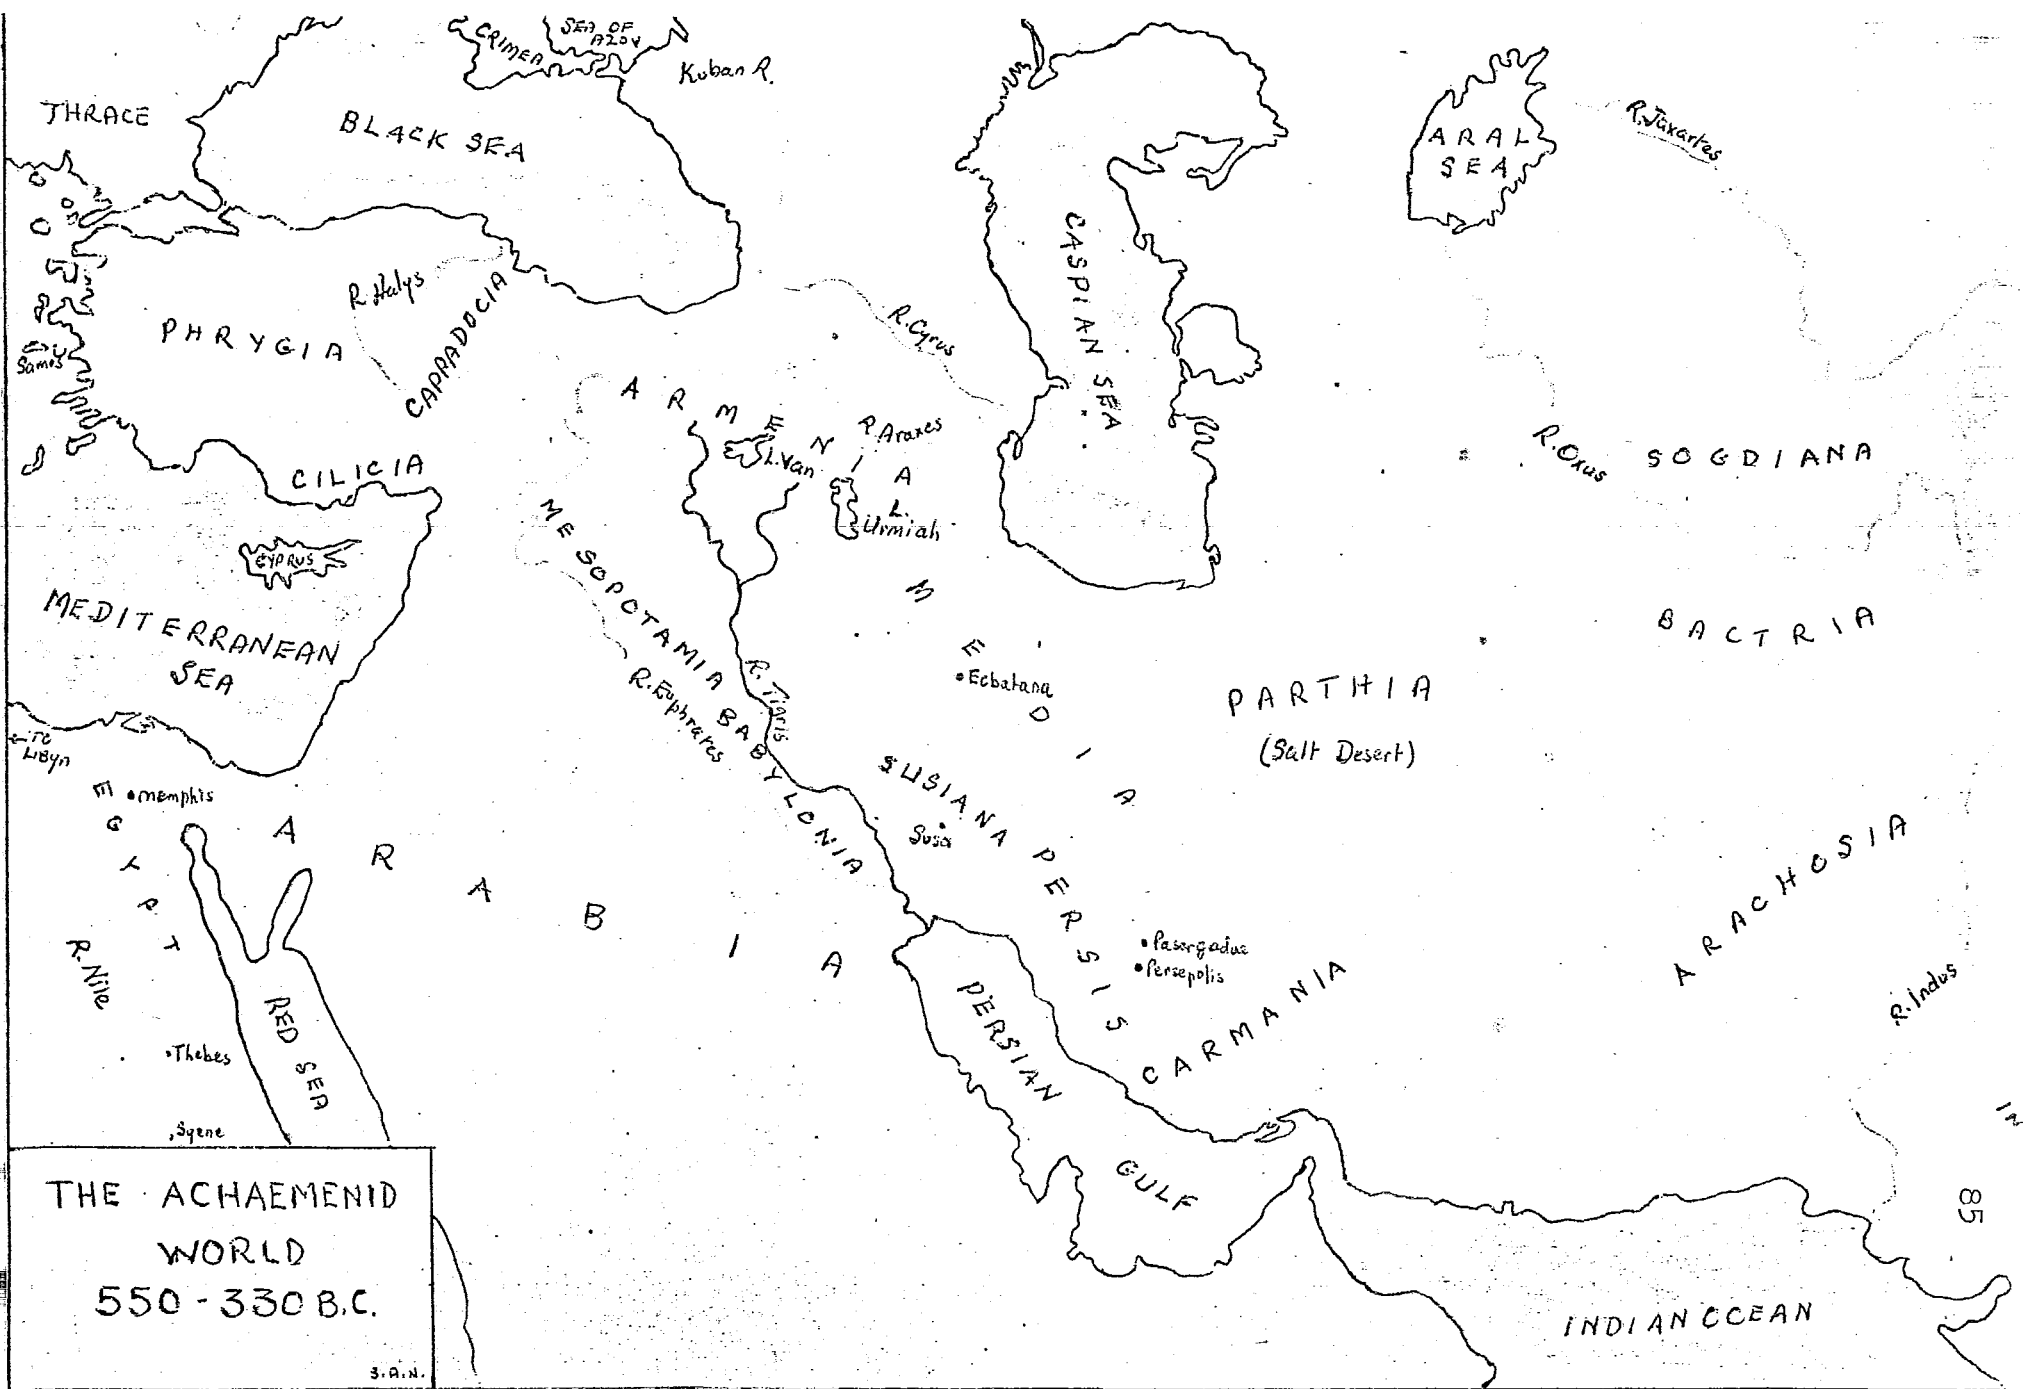 SEA OF
AZOV
CRIMEA
Kuban R.
THRACE
BLACK SEA
ARAL
SEA
R. Jaxartes
CASPIAN SEA
R. Halys
CAPPADOCIA
PHRYGIA
Samos
R. Cyrus
ARMENIA
R. Araxes
L. Van
L.
Urmiah
R. Oxus
SOGDIANA
CILICIA
CYPRUS
MESOPOTAMIA
MEDITERRANEAN
SEA
BACTRIA
MEDIA
Ecbatana
R. Tigris
R. Euphrates
PARTHIA
(Salt Desert)
BABYLONIA
TO
LIBYA
EGYPT
Memphis
SUSIANA
Susa
PERSIS
ARABIA
ARACHOSIA
R. Nile
Pasargadae
Persepolis
CARMANIA
R. Indus
RED SEA
PERSIAN
GULF
Thebes
Syene
IN
85
THE ACHAEMENID
WORLD
550 - 330 B.C.
S.A.N.
INDIAN OCEAN